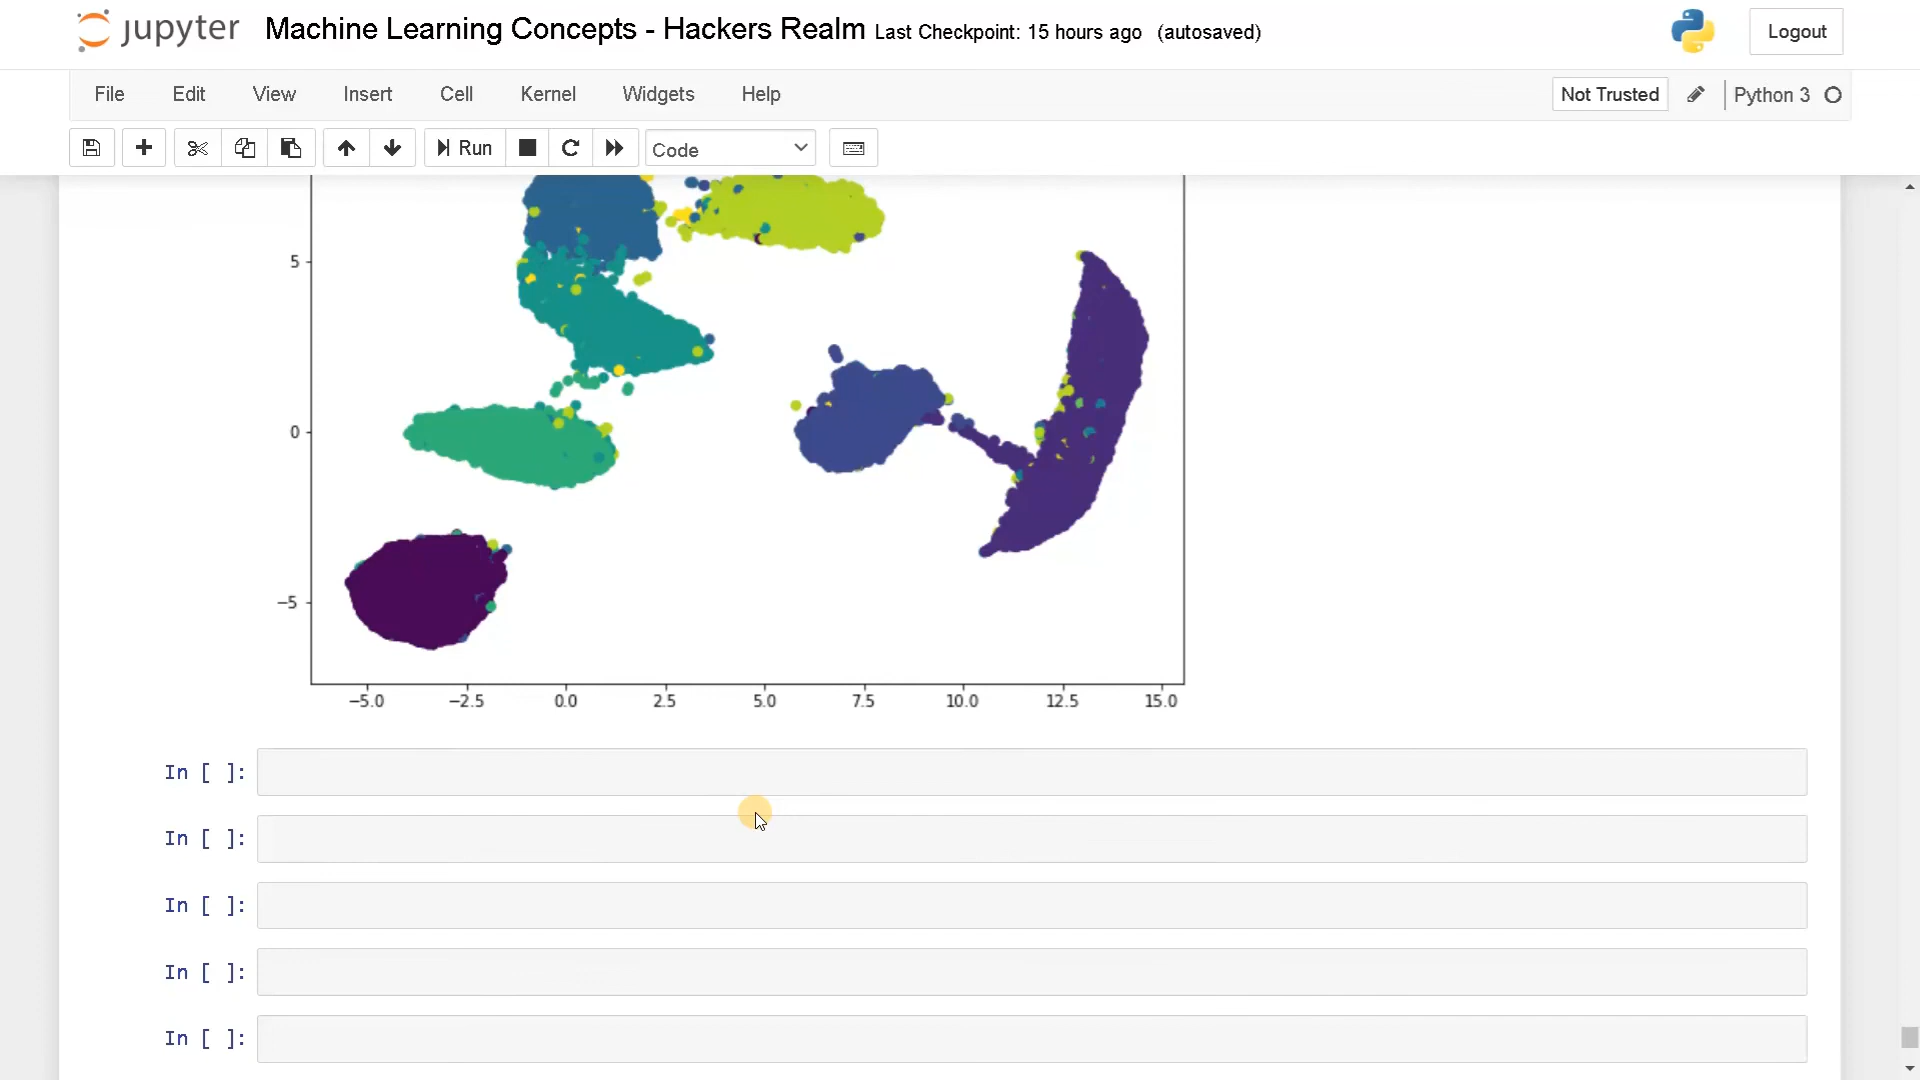 jupyter Machine Learning Concepts - Hackers Realm Last Checkpoint: 15 hours ago (autosaved) Logout
File Edit View Insert Cell Kernel Widgets Help Not Trusted Python 3
Run Code
5
0
−5
−5.0 −2.5 0.0 2.5 5.0 7.5 10.0 12.5 15.0
In [ ]:
In [ ]:
In [ ]:
In [ ]:
In [ ]: